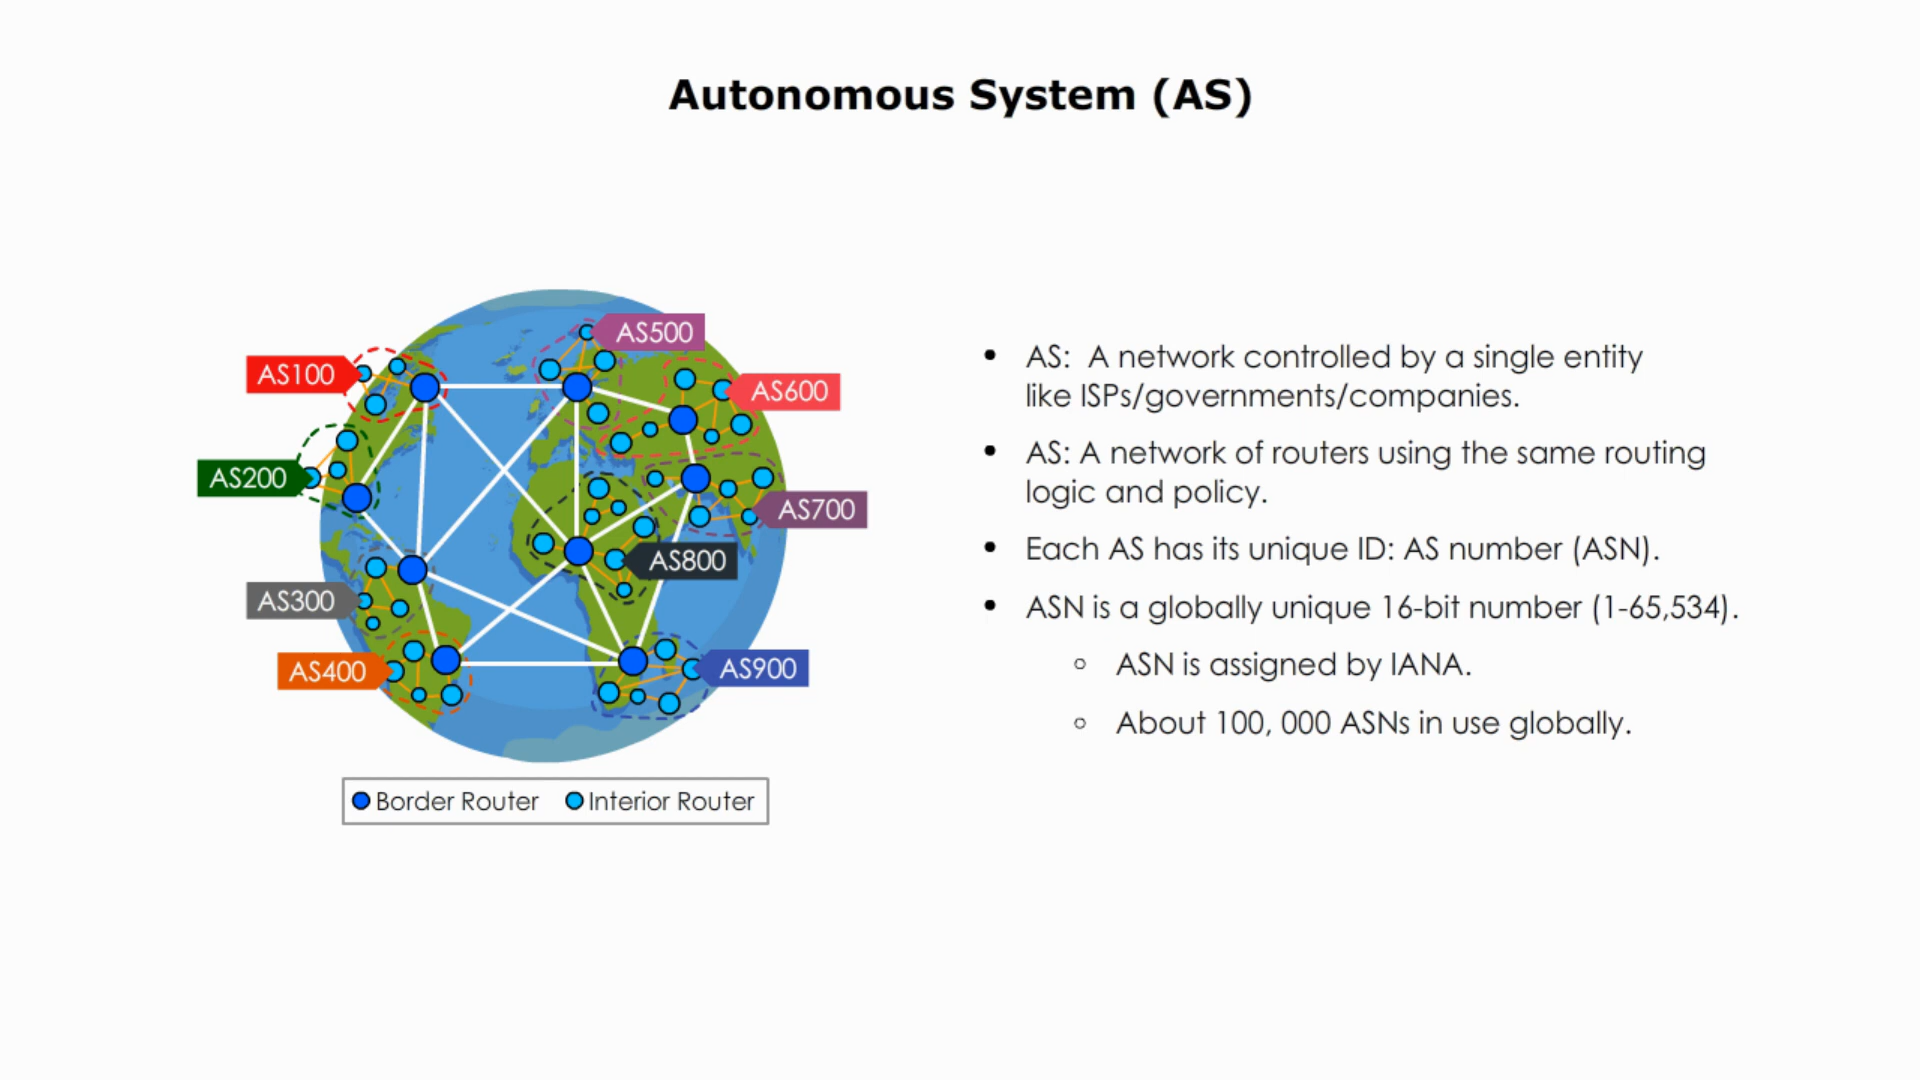 Autonomous System (AS)
AS100
AS200
AS300
AS400
AS500
AS600
AS700
AS800
AS900
Border Router
Interior Router
• AS: A network controlled by a single entity
like ISPs/governments/companies.
• AS: A network of routers using the same routing
logic and policy.
• Each AS has its unique ID: AS number (ASN).
• ASN is a globally unique 16-bit number (1-65,534).
○ ASN is assigned by IANA.
○ About 100, 000 ASNs in use globally.